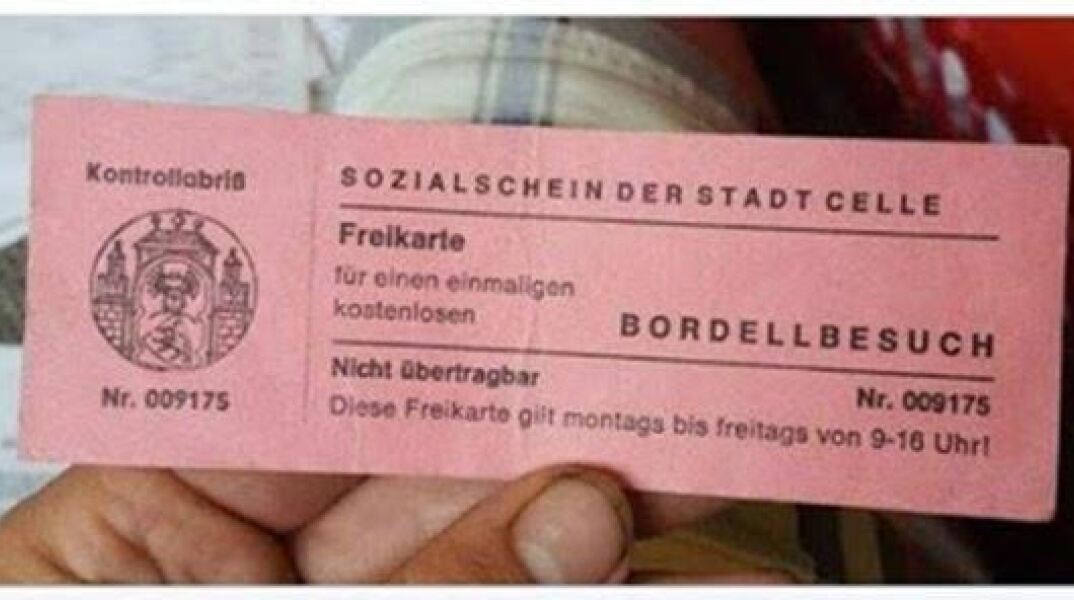 Kontrollabriß
Nr. 009175
SOZIALSCHEIN DER STADT CELLE
Freikarte
für einen einmaligen
kostenlosen
BORDELLBESUCH
Nicht übertragbar
Nr. 009175
Diese Freikarte gilt montags bis freitags von 9-16 Uhr!